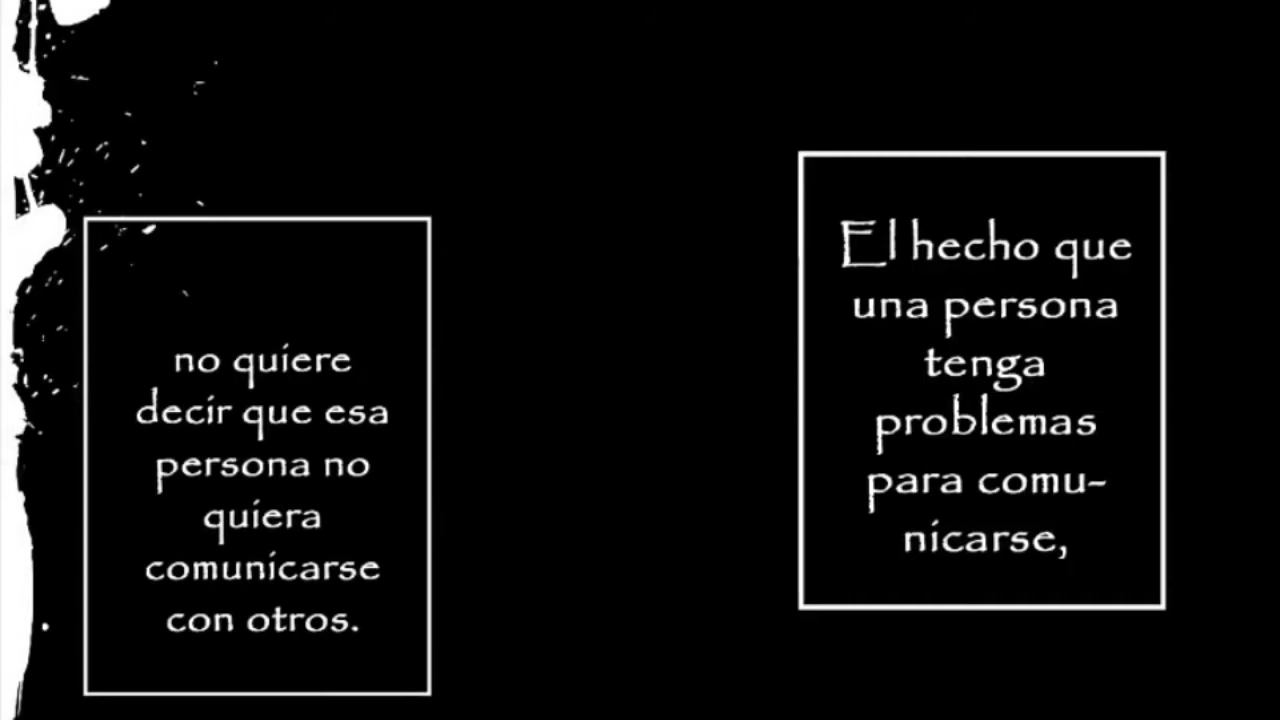 El hecho que
una persona
tenga
problemas
para comu-
nicarse,
no quiere
decir que esa
persona no
quiera
comunicarse
con otros.